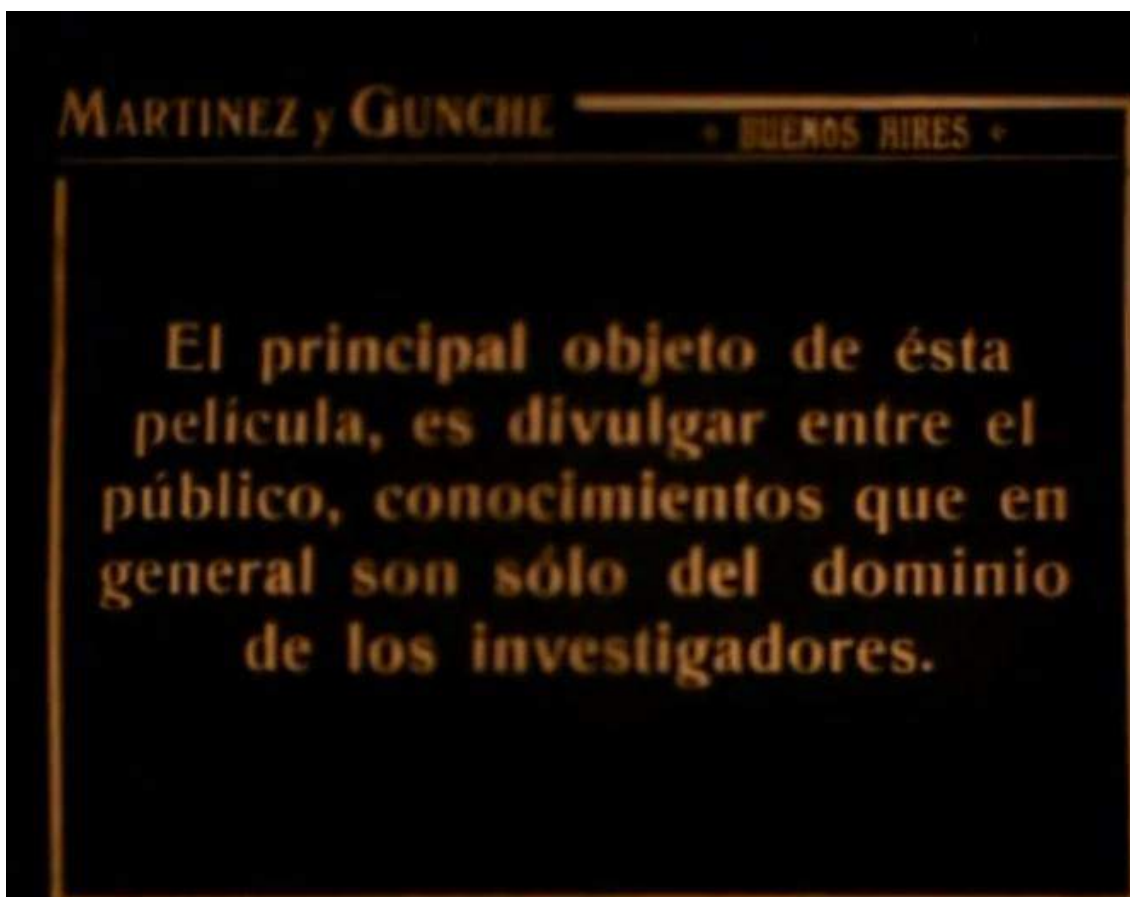 MARTINEZ y GUNCHE
BUENOS AIRES
El principal objeto de ésta
película, es divulgar entre el
público, conocimientos que en
general son sólo del dominio
de los investigadores.